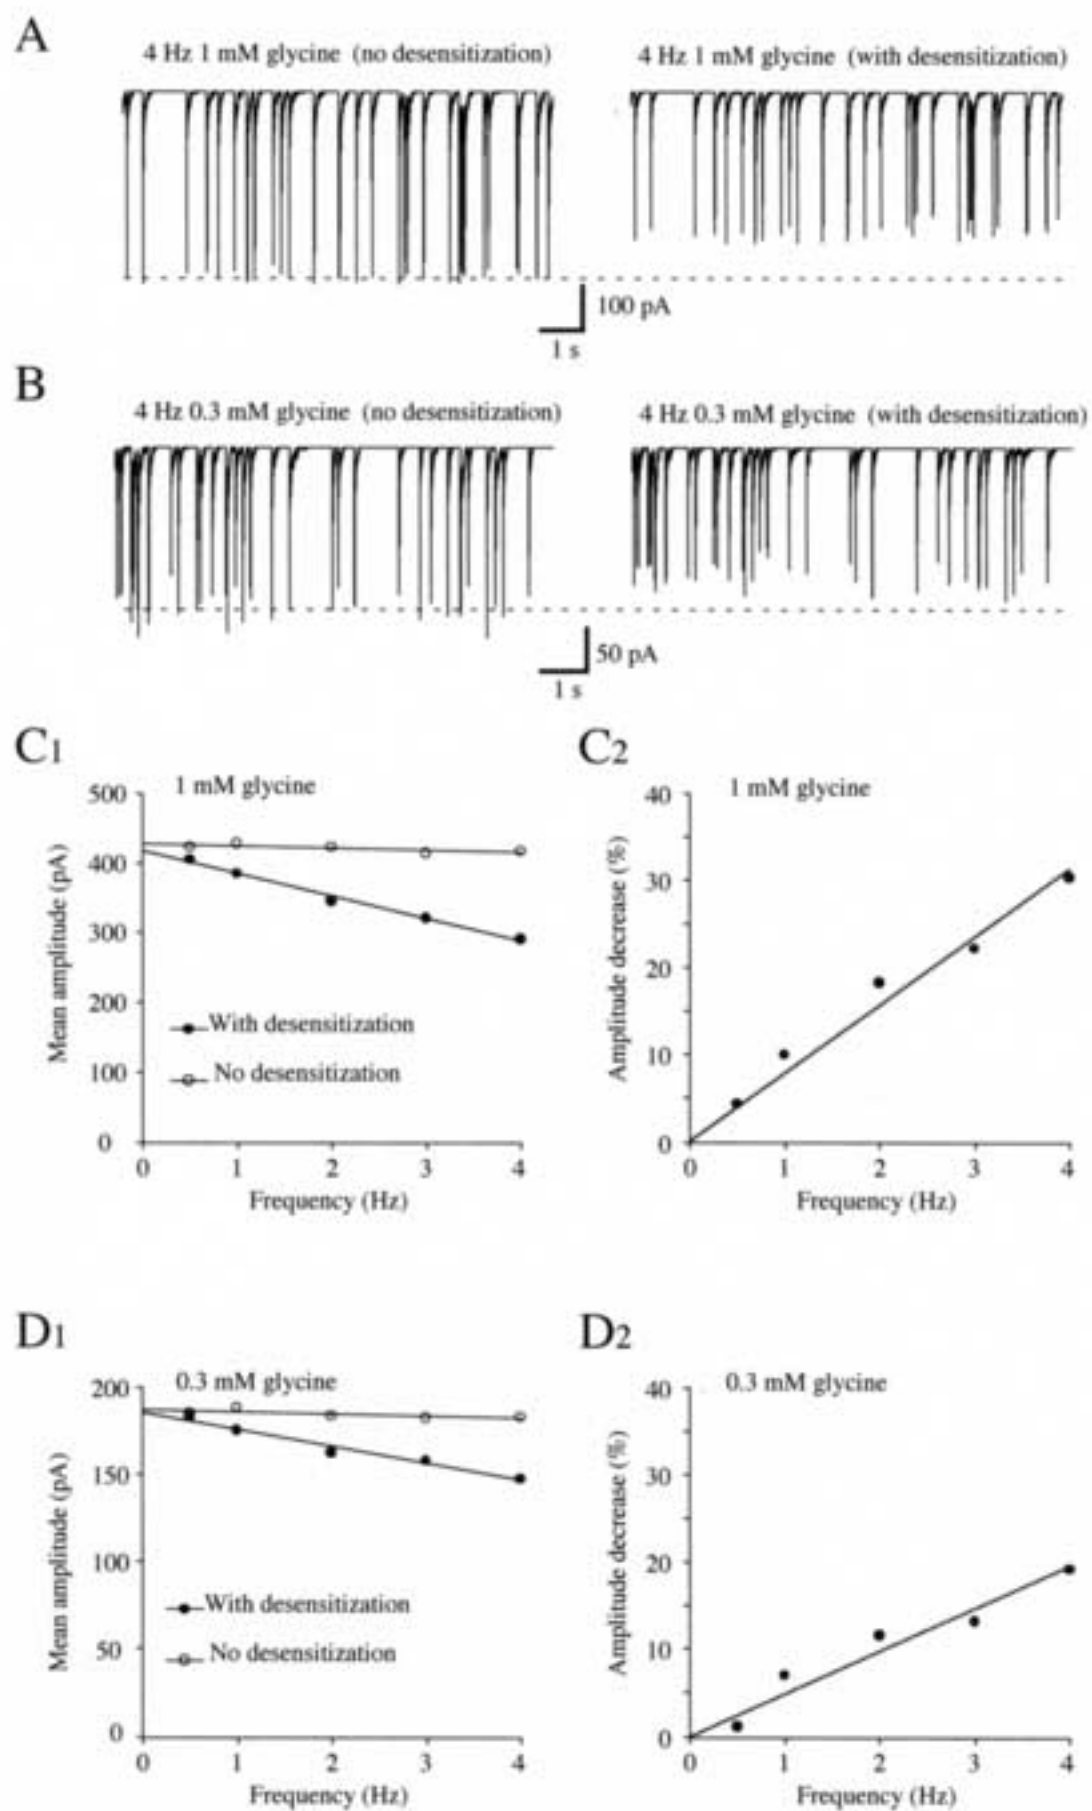 A
4 Hz 1 mM glycine (no desensitization)
4 Hz 1 mM glycine (with desensitization)
100 pA
1 s
B
4 Hz 0.3 mM glycine (no desensitization)
4 Hz 0.3 mM glycine (with desensitization)
50 pA
1 s
C1
1 mM glycine
500
400
300
200
100
0
Mean amplitude (pA)
With desensitization
No desensitization
0 1 2 3 4
Frequency (Hz)
C2
1 mM glycine
40
30
20
10
0
Amplitude decrease (%)
0 1 2 3 4
Frequency (Hz)
D1
0.3 mM glycine
200
150
100
50
0
Mean amplitude (pA)
With desensitization
No desensitization
0 1 2 3 4
Frequency (Hz)
D2
0.3 mM glycine
40
30
20
10
0
Amplitude decrease (%)
0 1 2 3 4
Frequency (Hz)